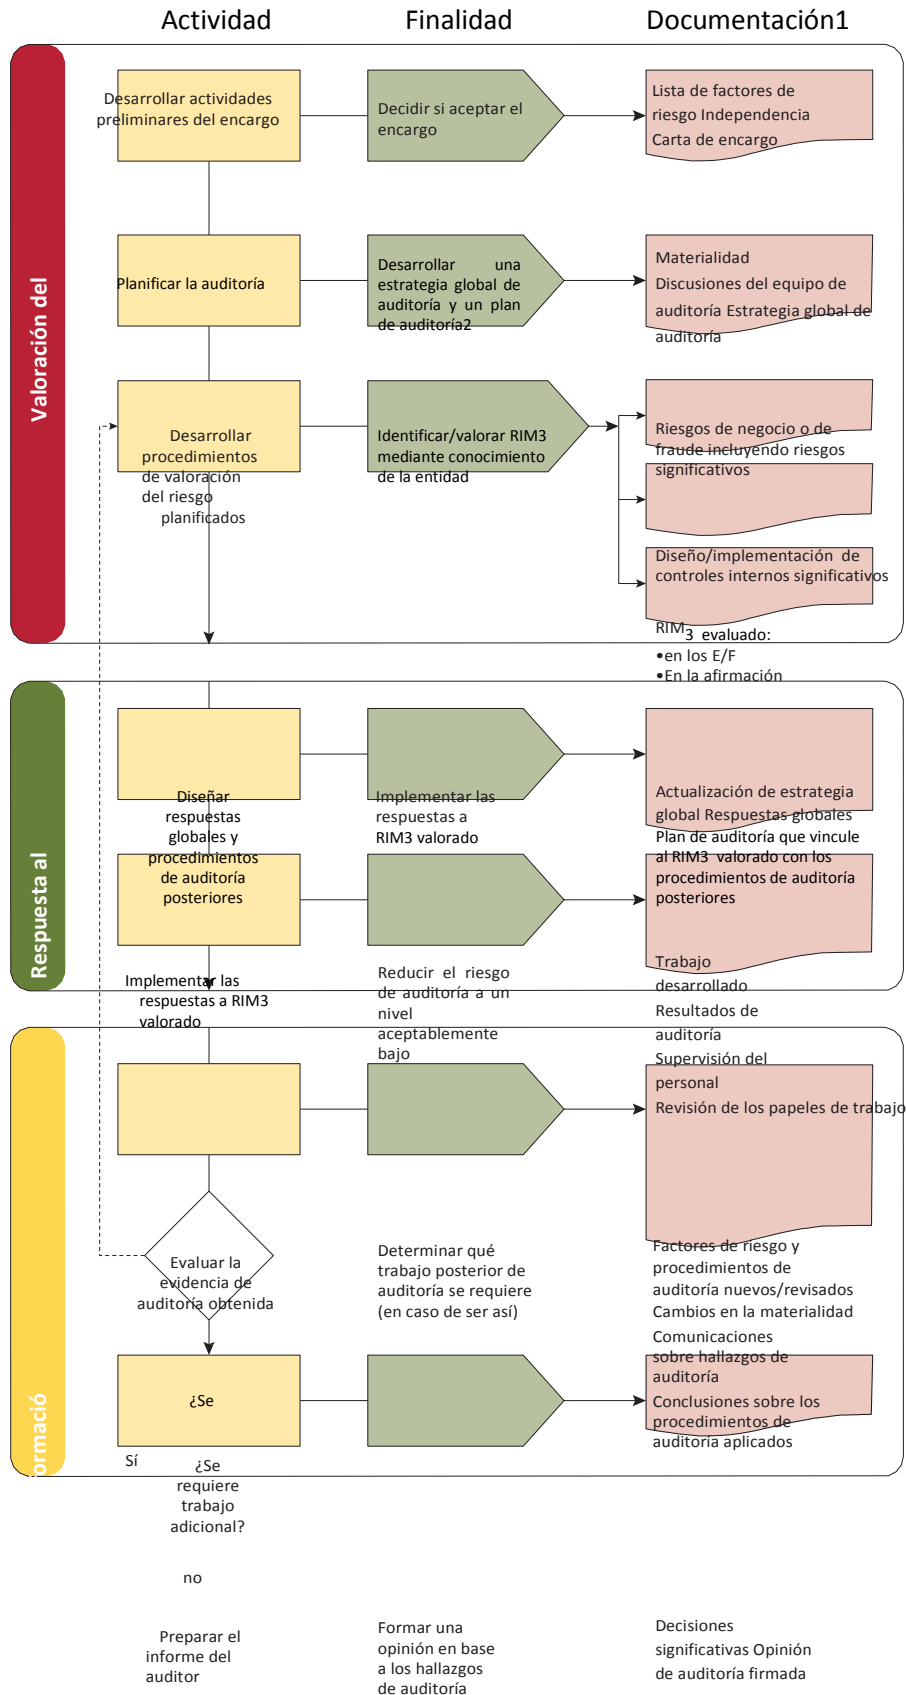 Actividad
Finalidad
Documentación1
Valoración del
Desarrollar actividades
preliminares del encargo
Decidir si aceptar el
encargo
Lista de factores de
riesgo Independencia
Carta de encargo
Planificar la auditoría
Desarrollar una
estrategia global de
auditoría y un plan
de auditoría2
Materialidad
Discusiones del equipo de
auditoría Estrategia global de
auditoría
Desarrollar
procedimientos
de valoración
del riesgo
planificados
Identificar/valorar RIM3
mediante conocimiento
de la entidad
Riesgos de negocio o de
fraude incluyendo riesgos
significativos
Diseño/implementación de
controles internos significativos
RIM3 evaluado:
•en los E/F
•En la afirmación
Respuesta al
Diseñar
respuestas
globales y
procedimientos
de auditoría
posteriores
Implementar las
respuestas a
RIM3 valorado
Actualización de estrategia
global Respuestas globales
Plan de auditoría que vincule
al RIM3 valorado con los
procedimientos de auditoría
posteriores
Implementar las
respuestas a RIM3
valorado
Reducir el riesgo
de auditoría a un
nivel
aceptablemente
bajo
Trabajo
desarrollado
Resultados de
auditoría
Supervisión del
personal
Revisión de los papeles de trabajo
ormació
Evaluar la
evidencia de
auditoría obtenida
Determinar qué
trabajo posterior de
auditoría se requiere
(en caso de ser así)
Factores de riesgo y
procedimientos de
auditoría nuevos/revisados
Cambios en la materialidad
Comunicaciones
sobre hallazgos de
auditoría
Conclusiones sobre los
procedimientos de
auditoría aplicados
¿Se
Sí
¿Se
requiere
trabajo
adicional?
no
Preparar el
informe del
auditor
Formar una
opinión en base
a los hallazgos
de auditoría
Decisiones
significativas Opinión
de auditoría firmada